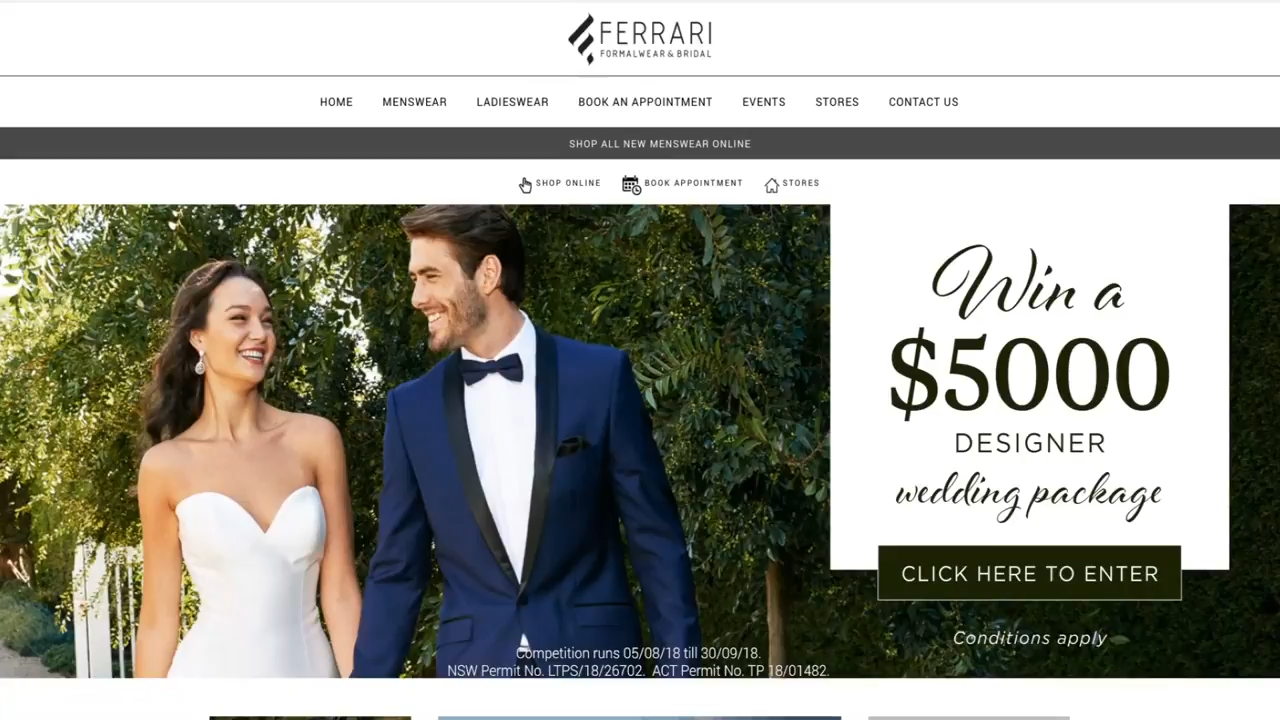 FERRARI
FORMALWEAR & BRIDAL
HOME MENSWEAR LADIESWEAR BOOK AN APPOINTMENT EVENTS STORES CONTACT US
SHOP ALL NEW MENSWEAR ONLINE
SHOP ONLINE BOOK APPOINTMENT STORES
Win a
$5000
DESIGNER
wedding package
CLICK HERE TO ENTER
Conditions apply
Competition runs 05/08/18 till 30/09/18.
NSW Permit No. LTPS/18/26702. ACT Permit No. TP 18/01482.